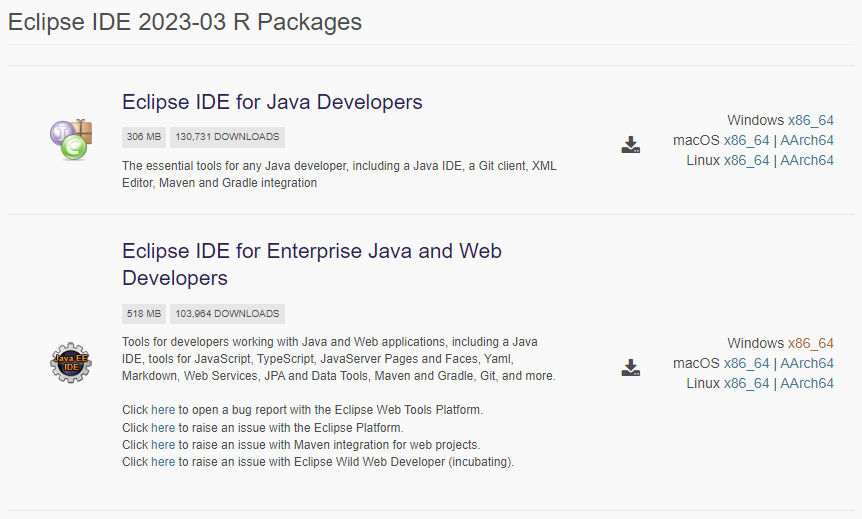 Eclipse IDE 2023-03 R Packages
Eclipse IDE for Java Developers
306 MB 130,731 DOWNLOADS
The essential tools for any Java developer, including a Java IDE, a Git client, XML
Editor, Maven and Gradle integration
Windows x86_64
macOS x86_64 | AArch64
Linux x86_64 | AArch64
Eclipse IDE for Enterprise Java and Web
Developers
518 MB 103,964 DOWNLOADS
Java EE
IDE
Tools for developers working with Java and Web applications, including a Java
IDE, tools for JavaScript, TypeScript, JavaServer Pages and Faces, Yaml,
Markdown, Web Services, JPA and Data Tools, Maven and Gradle, Git, and more.
Click here to open a bug report with the Eclipse Web Tools Platform.
Click here to raise an issue with the Eclipse Platform.
Click here to raise an issue with Maven integration for web projects.
Click here to raise an issue with Eclipse Wild Web Developer (incubating).
Windows x86_64
macOS x86_64 | AArch64
Linux x86_64 | AArch64